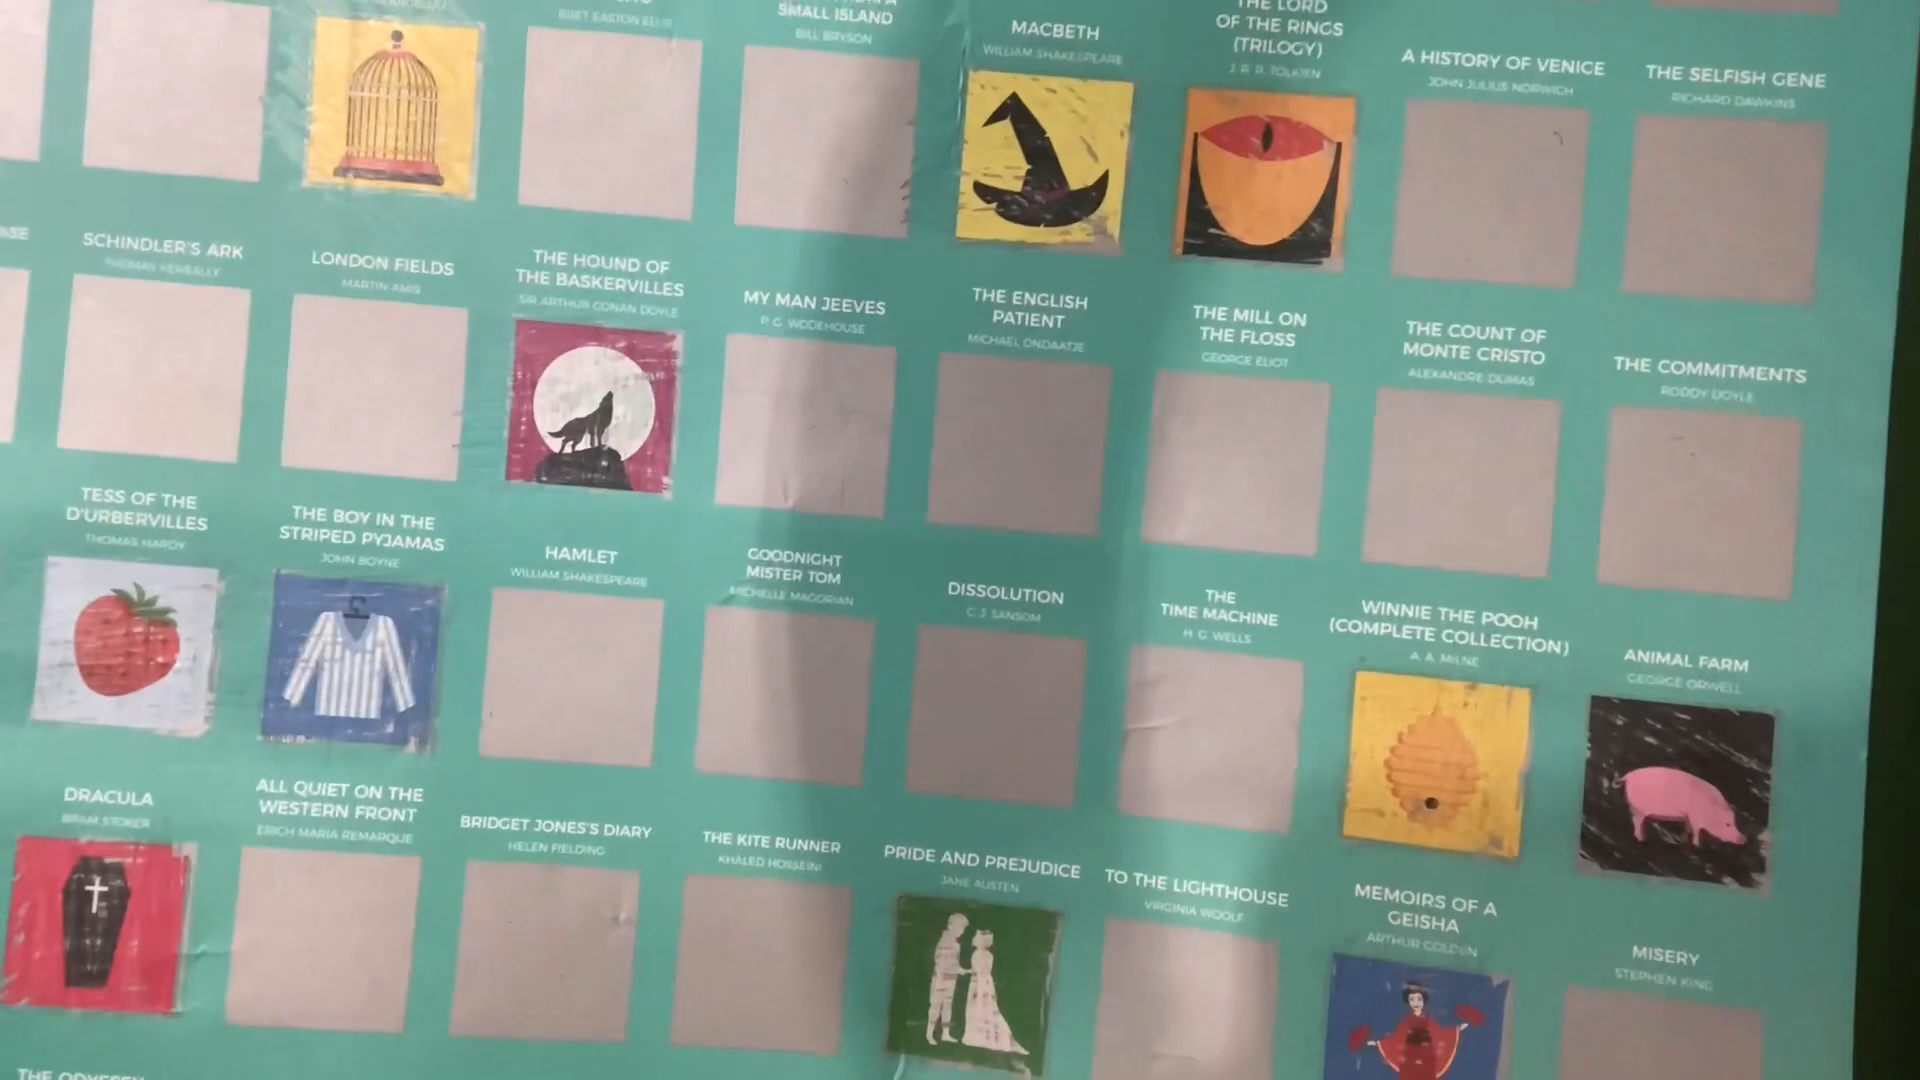 BRET EASTON ELLIS
SMALL ISLAND
BILL BRYSON
MACBETH
WILLIAM SHAKESPEARE
THE LORD
OF THE RINGS
(TRILOGY)
J. R. R. TOLKIEN
A HISTORY OF VENICE
JOHN JULIUS NORWICH
THE SELFISH GENE
RICHARD DAWKINS
SCHINDLER'S ARK
THOMAS KENEALLY
LONDON FIELDS
MARTIN AMIS
THE HOUND OF
THE BASKERVILLES
SIR ARTHUR CONAN DOYLE
MY MAN JEEVES
P. G. WODEHOUSE
THE ENGLISH
PATIENT
MICHAEL ONDAATJE
THE MILL ON
THE FLOSS
GEORGE ELIOT
THE COUNT OF
MONTE CRISTO
ALEXANDRE DUMAS
THE COMMITMENTS
RODDY DOYLE
TESS OF THE
D'URBERVILLES
THOMAS HARDY
THE BOY IN THE
STRIPED PYJAMAS
JOHN BOYNE
HAMLET
WILLIAM SHAKESPEARE
GOODNIGHT
MISTER TOM
MICHELLE MAGORIAN
DISSOLUTION
C. J. SANSOM
THE
TIME MACHINE
H. G. WELLS
WINNIE THE POOH
(COMPLETE COLLECTION)
A. A. MILNE
ANIMAL FARM
GEORGE ORWELL
DRACULA
BRAM STOKER
ALL QUIET ON THE
WESTERN FRONT
ERICH MARIA REMARQUE
BRIDGET JONES'S DIARY
HELEN FIELDING
THE KITE RUNNER
KHALED HOSSEINI
PRIDE AND PREJUDICE
JANE AUSTEN
TO THE LIGHTHOUSE
VIRGINIA WOOLF
MEMOIRS OF A
GEISHA
ARTHUR GOLDEN
MISERY
STEPHEN KING
THE ODYSSEY